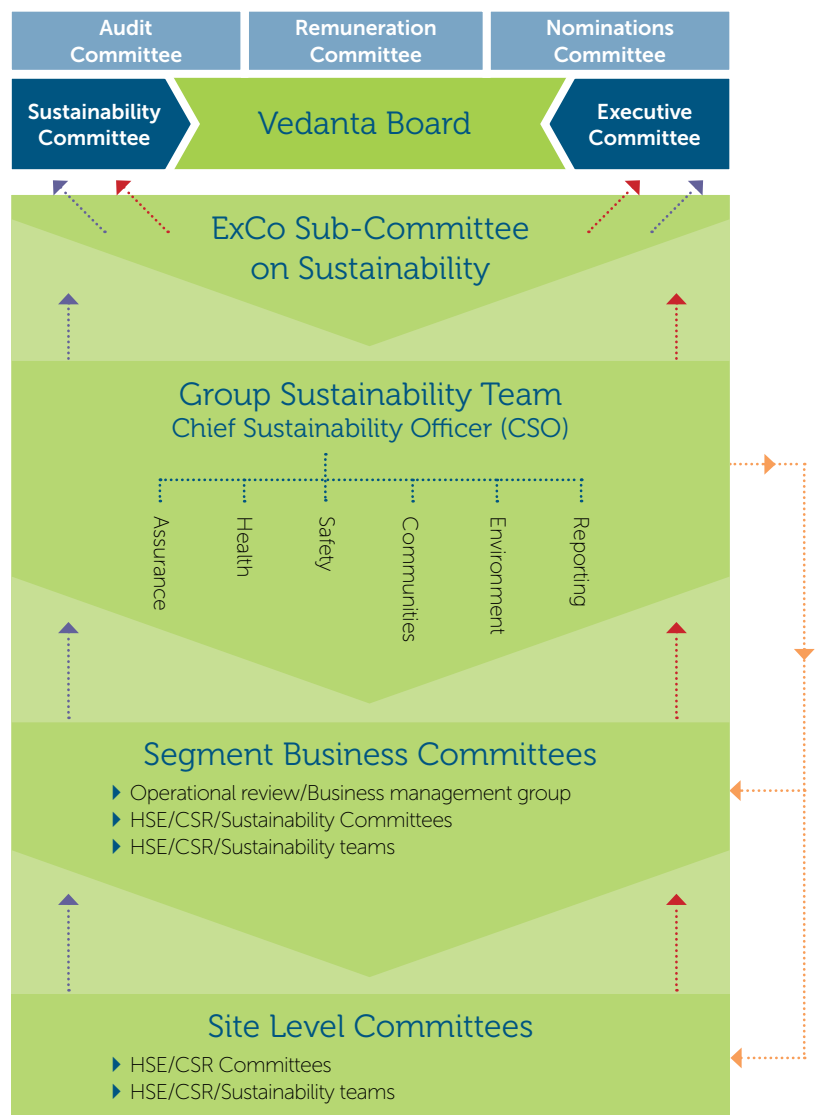 Audit
Committee
Remuneration
Committee
Nominations
Committee
Sustainability
Committee
Vedanta Board
Executive
Committee
ExCo Sub-Committee
on Sustainability
Group Sustainability Team
Chief Sustainability Officer (CSO)
Assurance
Health
Safety
Communities
Environment
Reporting
Segment Business Committees
Operational review/Business management group
HSE/CSR/Sustainability Committees
HSE/CSR/Sustainability teams
Site Level Committees
HSE/CSR Committees
HSE/CSR/Sustainability teams